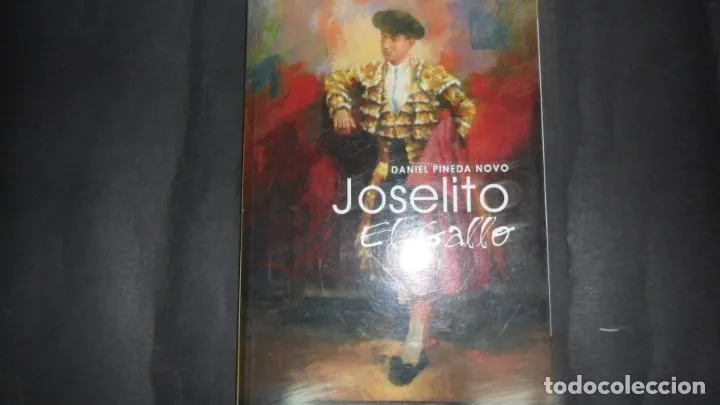 DANIEL PINEDA NOVO
Joselito
El Gallo
todocoleccion